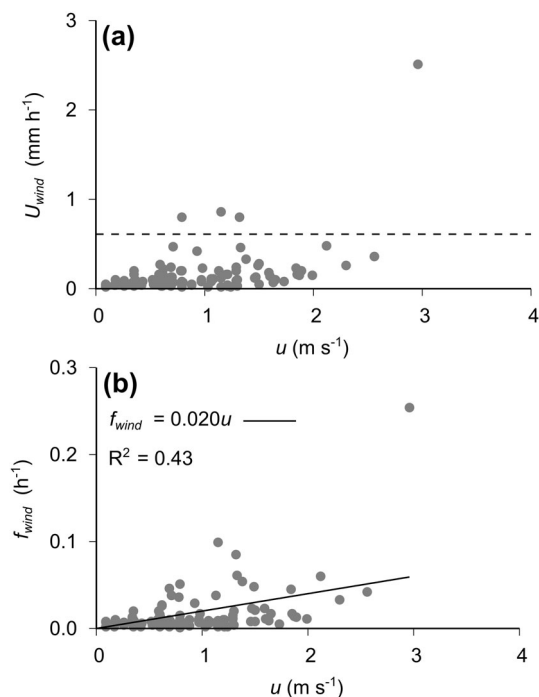 (a)
3
2
1
0
U_wind (mm h⁻¹)
0 1 2 3 4
u (m s⁻¹)
(b)
0.3
f_wind = 0.020u
R² = 0.43
0.2
0.1
0.0
f_wind (h⁻¹)
0 1 2 3 4
u (m s⁻¹)